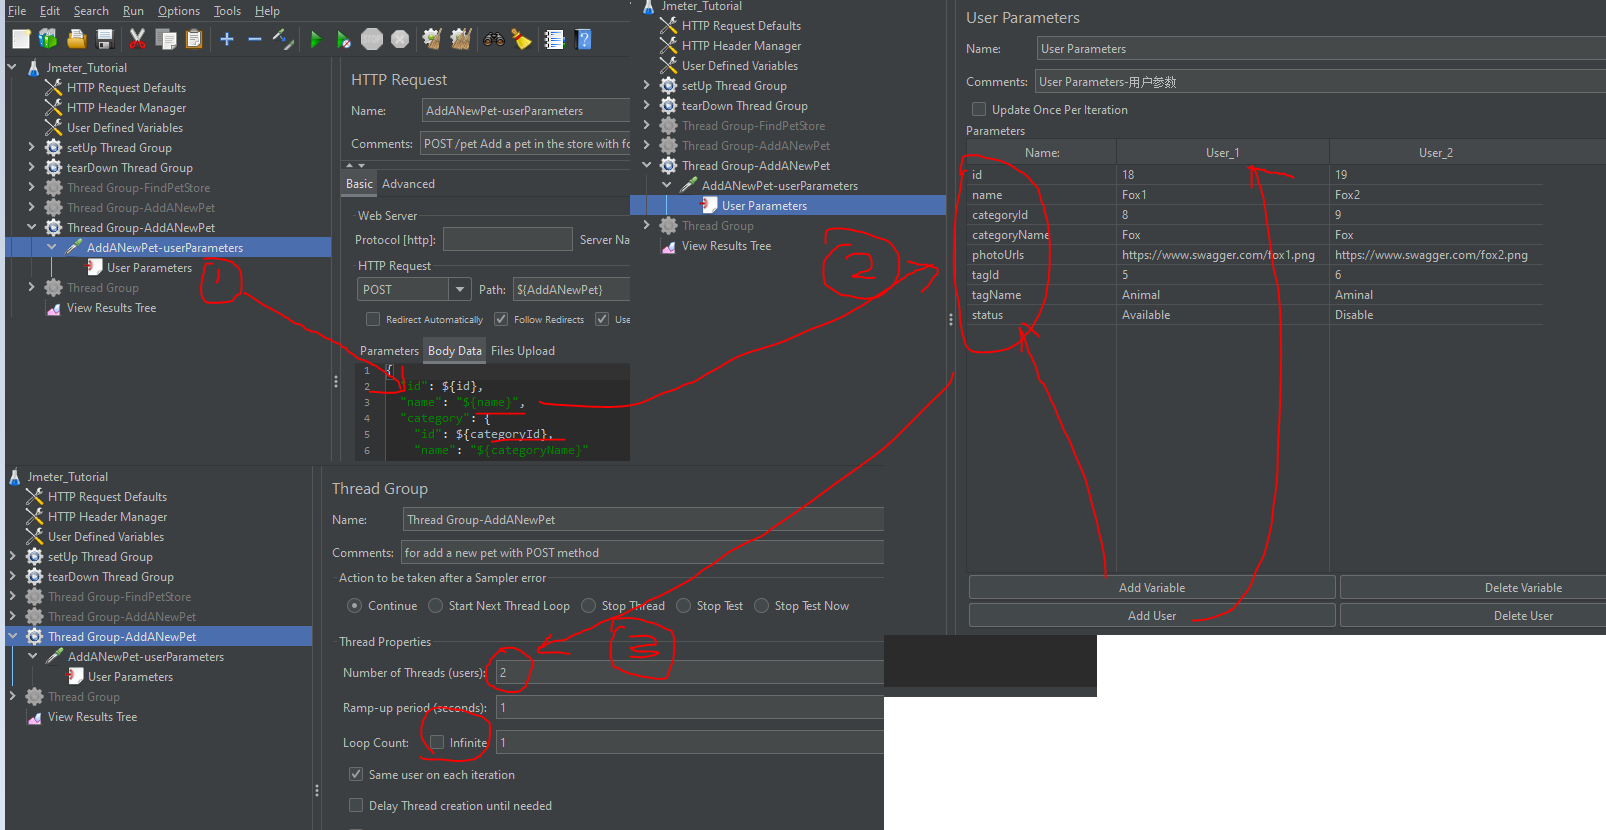 File Edit Search Run Options Tools Help
Jmeter_Tutorial
HTTP Request Defaults
HTTP Header Manager
User Defined Variables
setUp Thread Group
tearDown Thread Group
Thread Group-FindPetStore
Thread Group-AddANewPet
Thread Group-AddANewPet
AddANewPet-userParameters
User Parameters
Thread Group
View Results Tree
1
HTTP Request
Name: AddANewPet-userParameters
Comments: POST /pet Add a pet in the store with fo
Basic Advanced
Web Server
Protocol [http]: Server Na
HTTP Request
POST Path: ${AddANewPet}
Redirect Automatically Follow Redirects Use
Parameters Body Data Files Upload
1 {
2 "id": ${id},
3 "name": "${name}",
4 "category": {
5 "id": ${categoryId},
6 "name": "${categoryName}"
Jmeter_Tutorial
HTTP Request Defaults
HTTP Header Manager
User Defined Variables
setUp Thread Group
tearDown Thread Group
Thread Group-FindPetStore
Thread Group-AddANewPet
Thread Group-AddANewPet
AddANewPet-userParameters
User Parameters
Thread Group
View Results Tree
2
User Parameters
Name: User Parameters
Comments: User Parameters-用户参数
Update Once Per Iteration
Parameters
Name: User_1 User_2
id 18 19
name Fox1 Fox2
categoryId 8 9
categoryName Fox Fox
photoUrls https://www.swagger.com/fox1.png https://www.swagger.com/fox2.png
tagId 5 6
tagName Animal Aminal
status Available Disable
Add Variable Delete Variable
Add User Delete User
Jmeter_Tutorial
HTTP Request Defaults
HTTP Header Manager
User Defined Variables
setUp Thread Group
tearDown Thread Group
Thread Group-FindPetStore
Thread Group-AddANewPet
Thread Group-AddANewPet
AddANewPet-userParameters
User Parameters
Thread Group
View Results Tree
Thread Group
Name: Thread Group-AddANewPet
Comments: for add a new pet with POST method
Action to be taken after a Sampler error
Continue Start Next Thread Loop Stop Thread Stop Test Stop Test Now
Thread Properties
3
Number of Threads (users): 2
Ramp-up period (seconds): 1
Loop Count: Infinite 1
Same user on each iteration
Delay Thread creation until needed